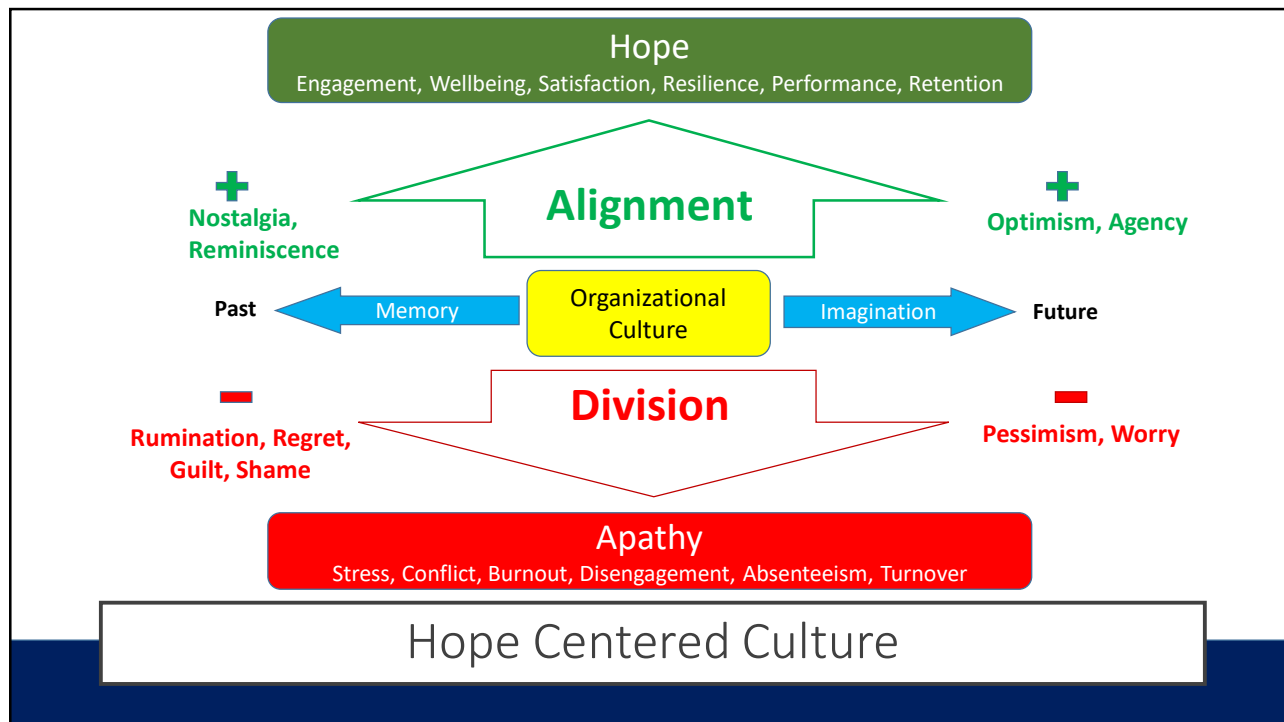 Hope
Engagement, Wellbeing, Satisfaction, Resilience, Performance, Retention
Alignment
Nostalgia,
Reminiscence
Optimism, Agency
Past
Memory
Organizational
Culture
Imagination
Future
Division
Rumination, Regret,
Guilt, Shame
Pessimism, Worry
Apathy
Stress, Conflict, Burnout, Disengagement, Absenteeism, Turnover
Hope Centered Culture